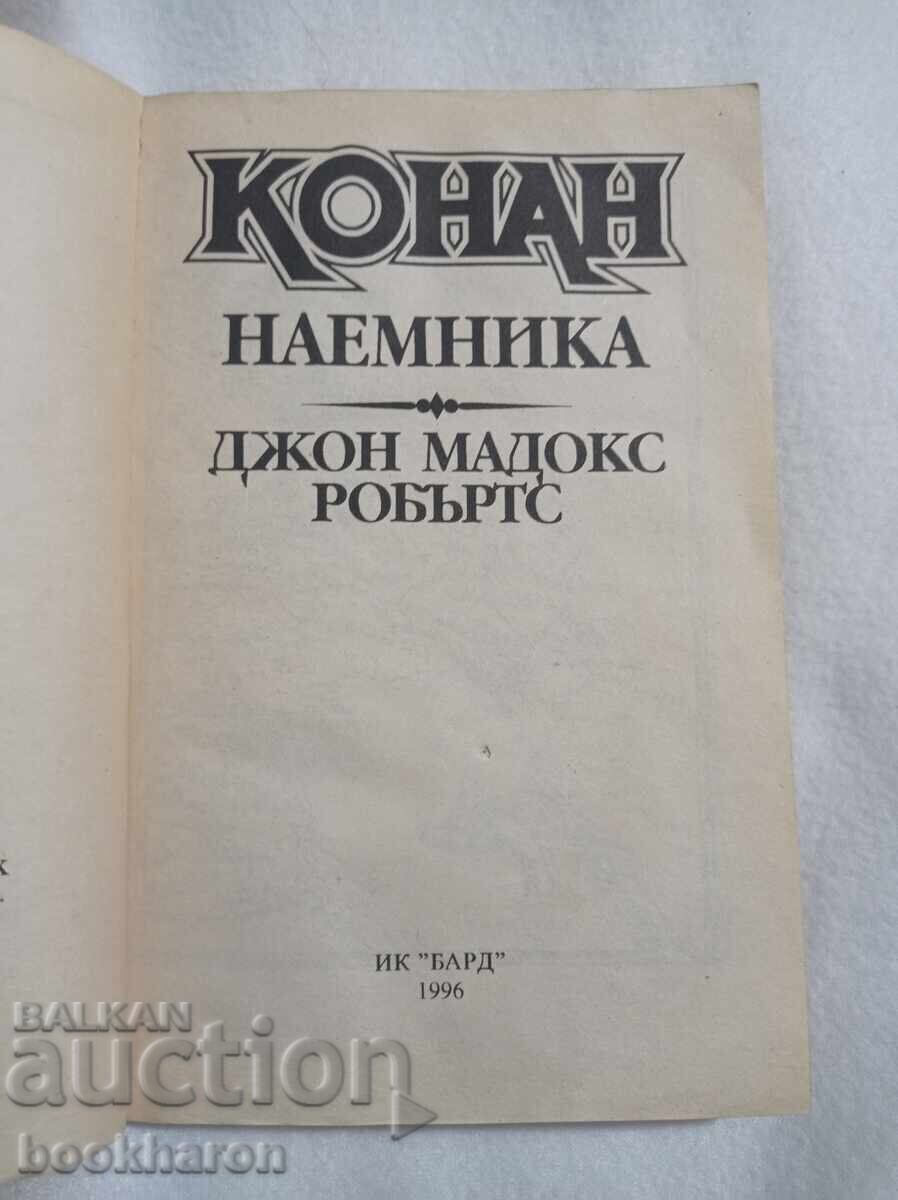 КОНАН
НАЕМНИКА
ДЖОН МАДОКС
РОБЪРТС
ИК "БАРД"
1996
BALKAN
auction
bookharon